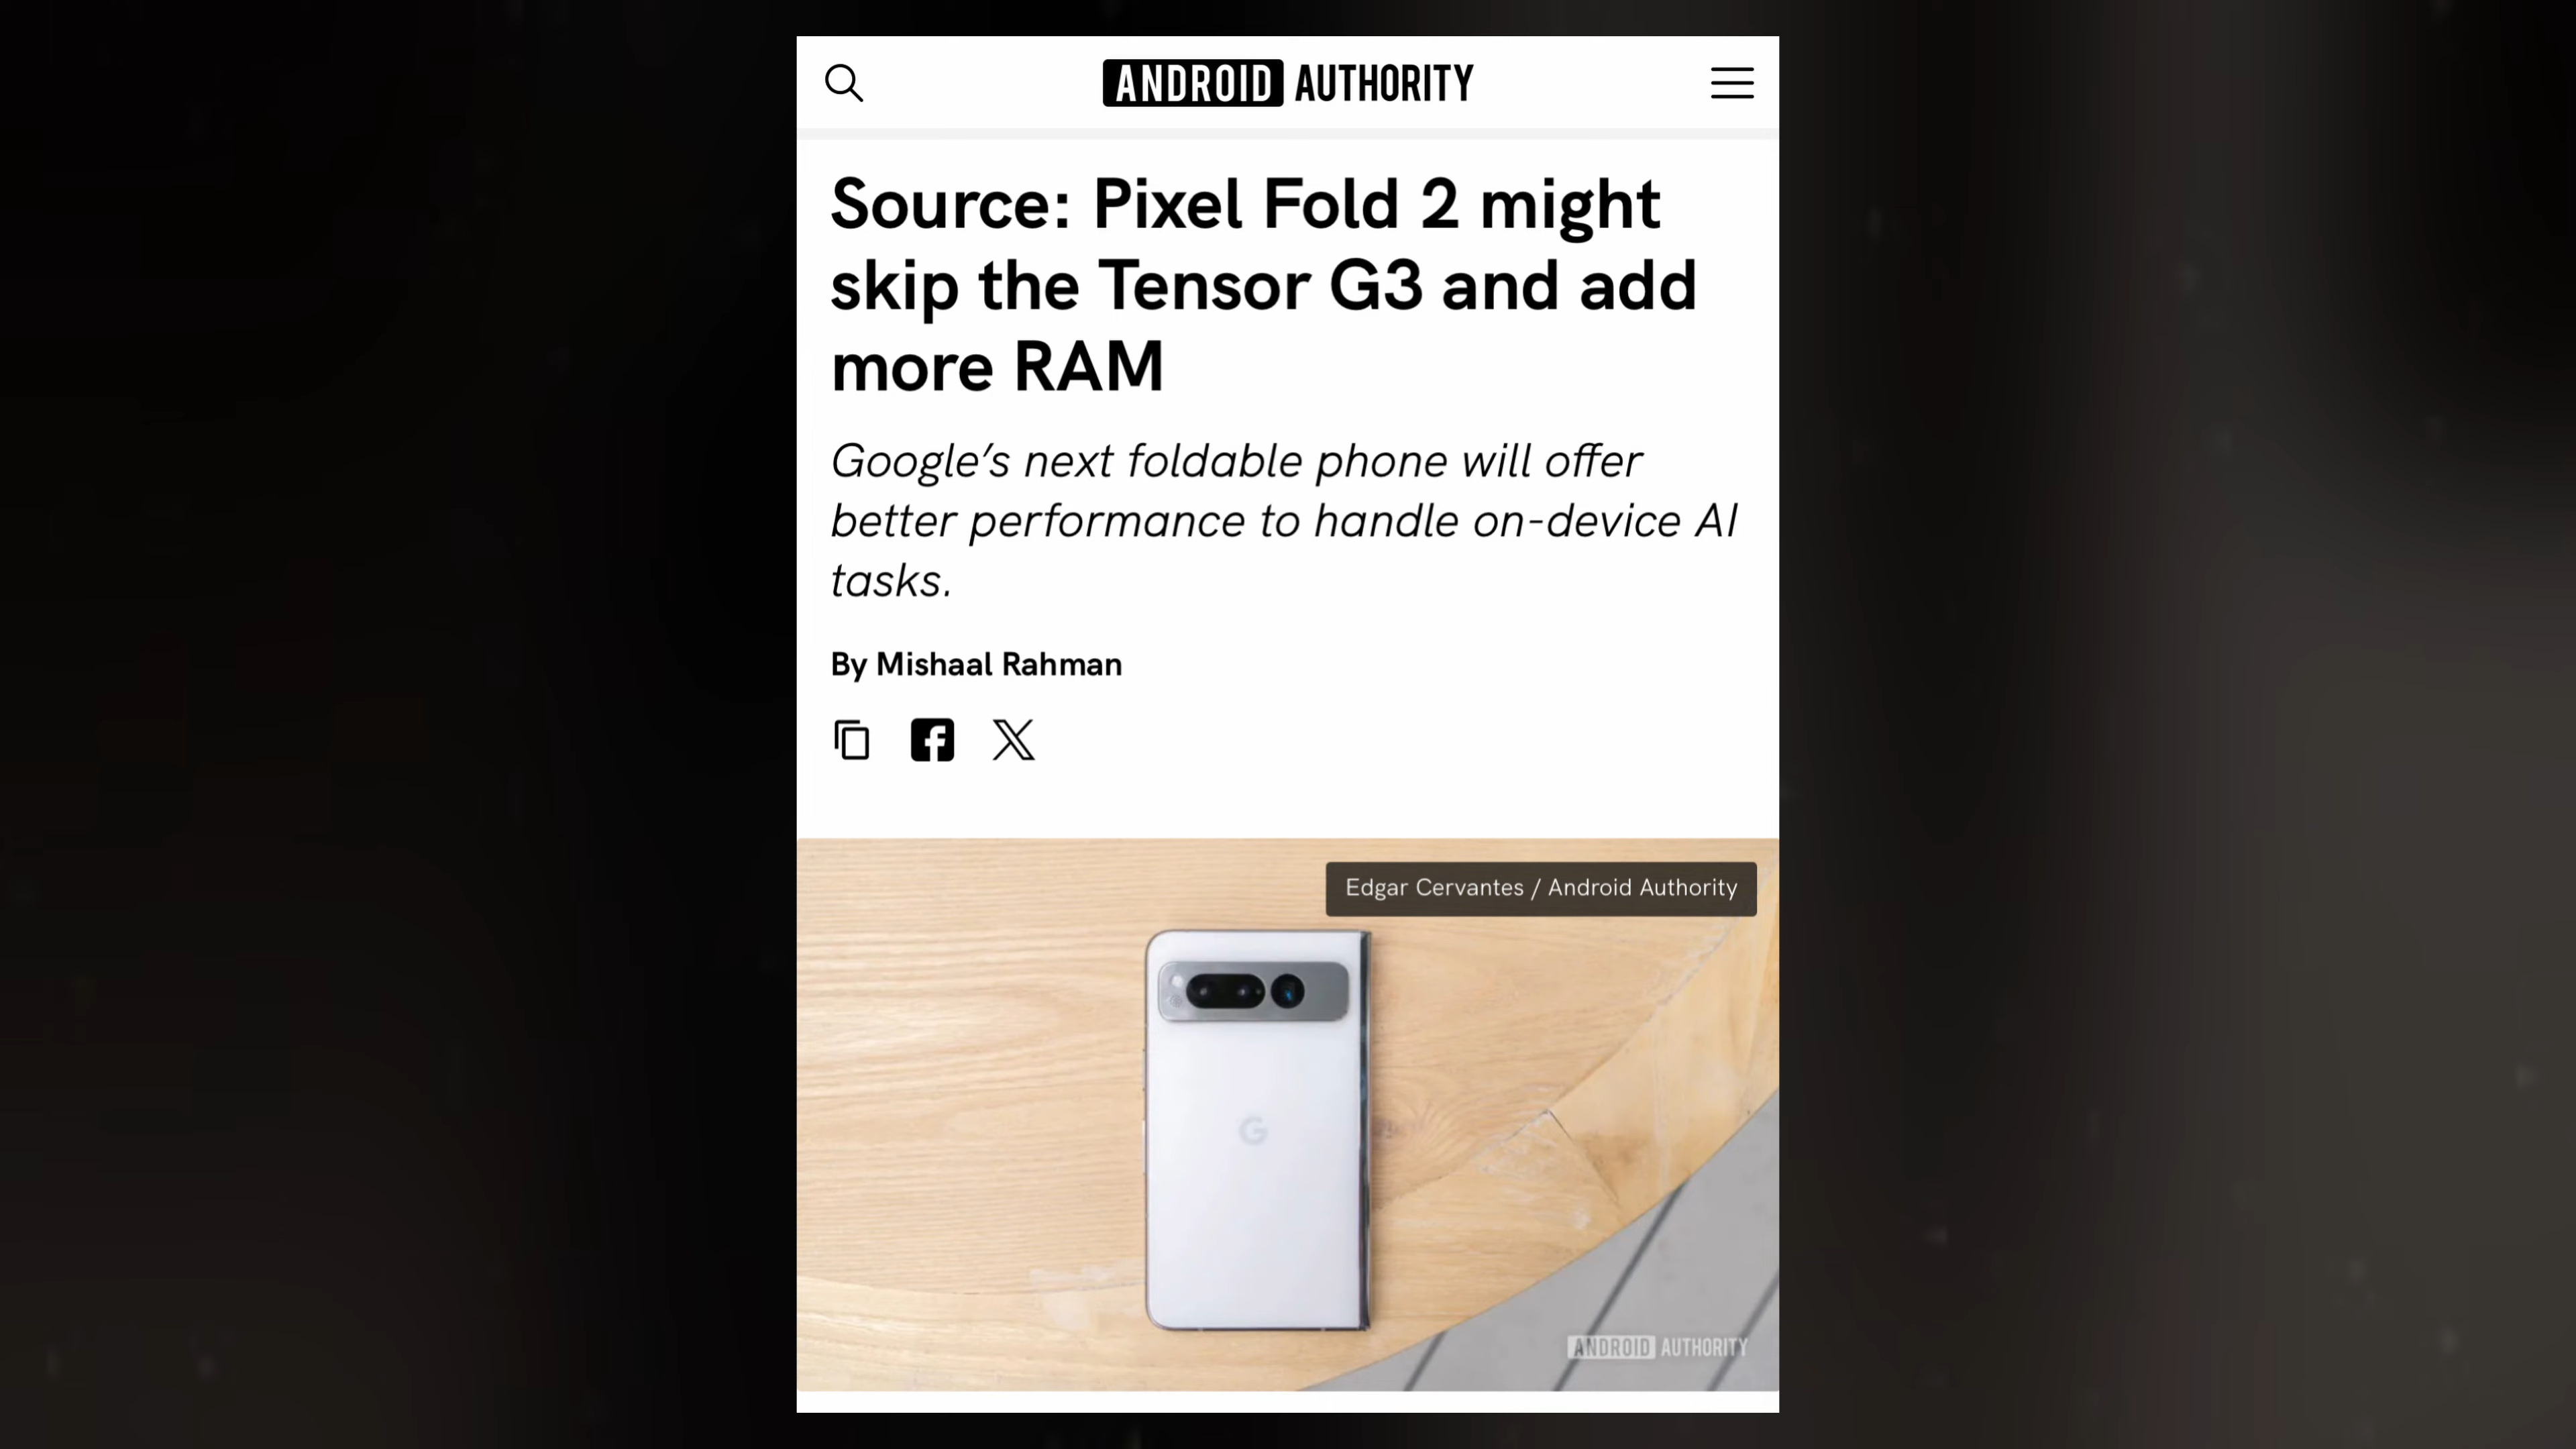 ANDROID AUTHORITY
Source: Pixel Fold 2 might
skip the Tensor G3 and add
more RAM
Google’s next foldable phone will offer
better performance to handle on-device AI
tasks.
By Mishaal Rahman
Edgar Cervantes / Android Authority
G
ANDROID AUTHORITY